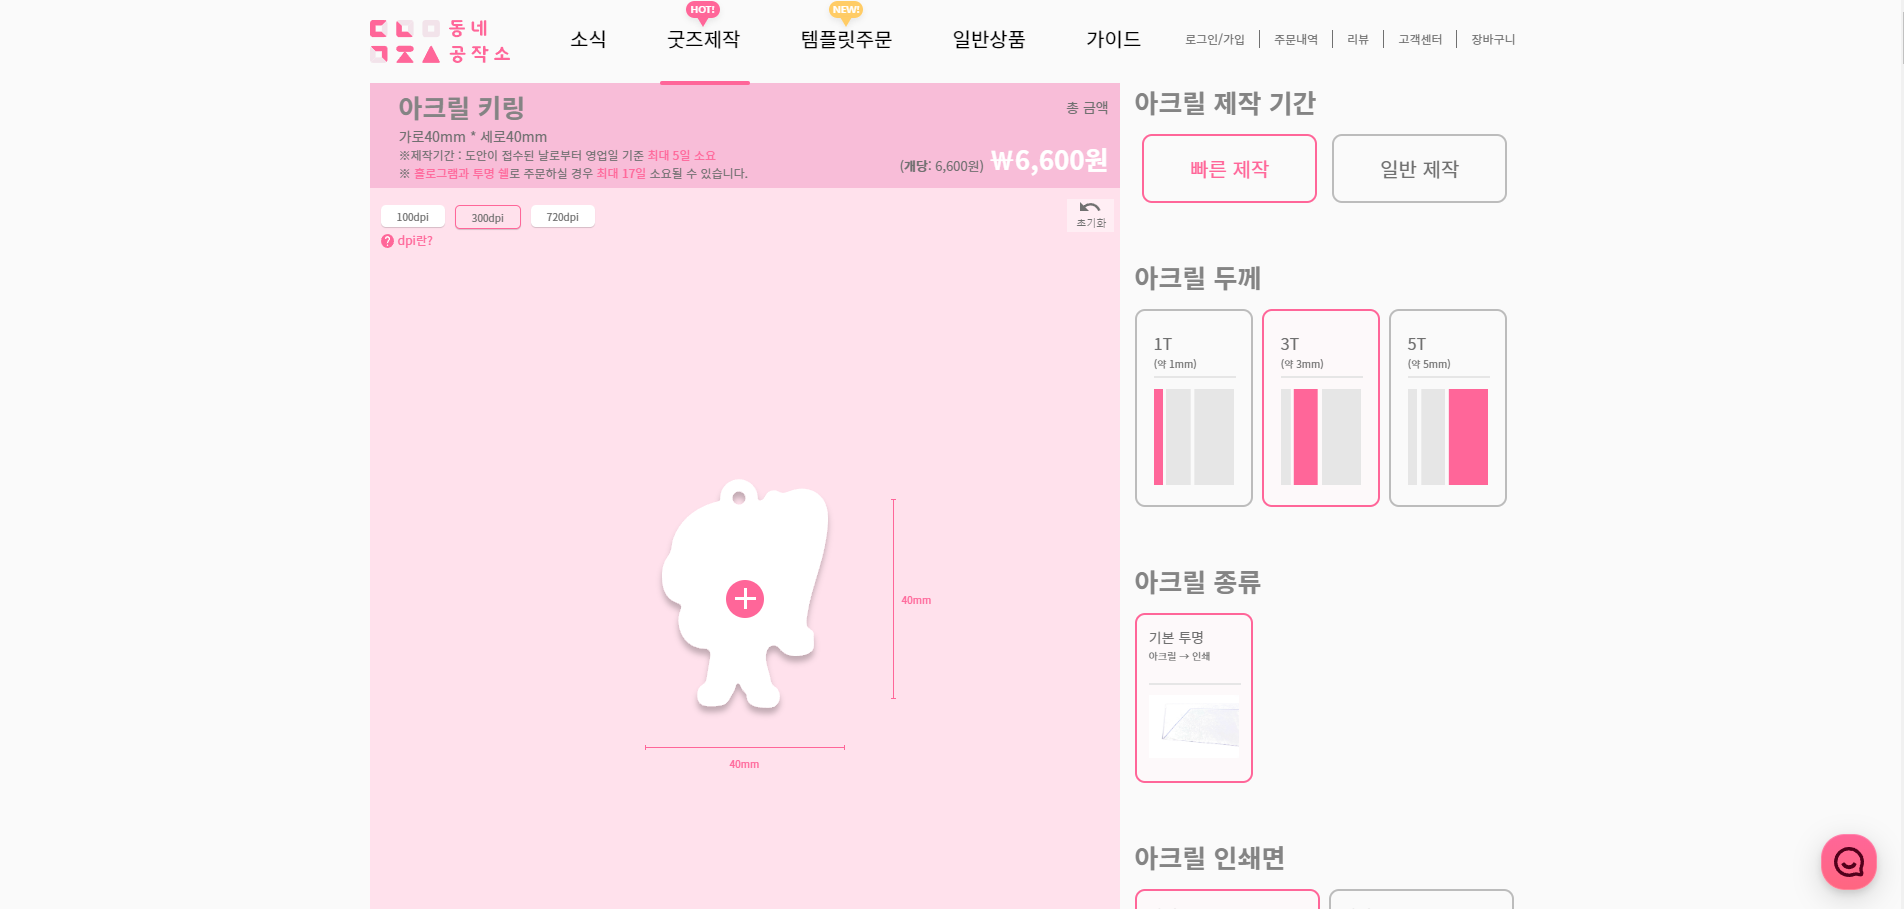 동네
공작소
HOT!
NEW!
소식
굿즈제작
템플릿주문
일반상품
가이드
로그인/가입
주문내역
리뷰
고객센터
장바구니
아크릴 키링
가로40mm * 세로40mm
※제작기간 : 도안이 접수된 날로부터 영업일 기준 최대 5일 소요
※ 홀로그램과 투명 쉘로 주문하실 경우 최대 17일 소요될 수 있습니다.
총 금액
(개당: 6,600원) ₩6,600원
100dpi
300dpi
720dpi
? dpi란?
초기화
40mm
40mm
아크릴 제작 기간
빠른 제작
일반 제작
아크릴 두께
1T
(약 1mm)
3T
(약 3mm)
5T
(약 5mm)
아크릴 종류
기본 투명
아크릴 → 인쇄
아크릴 인쇄면